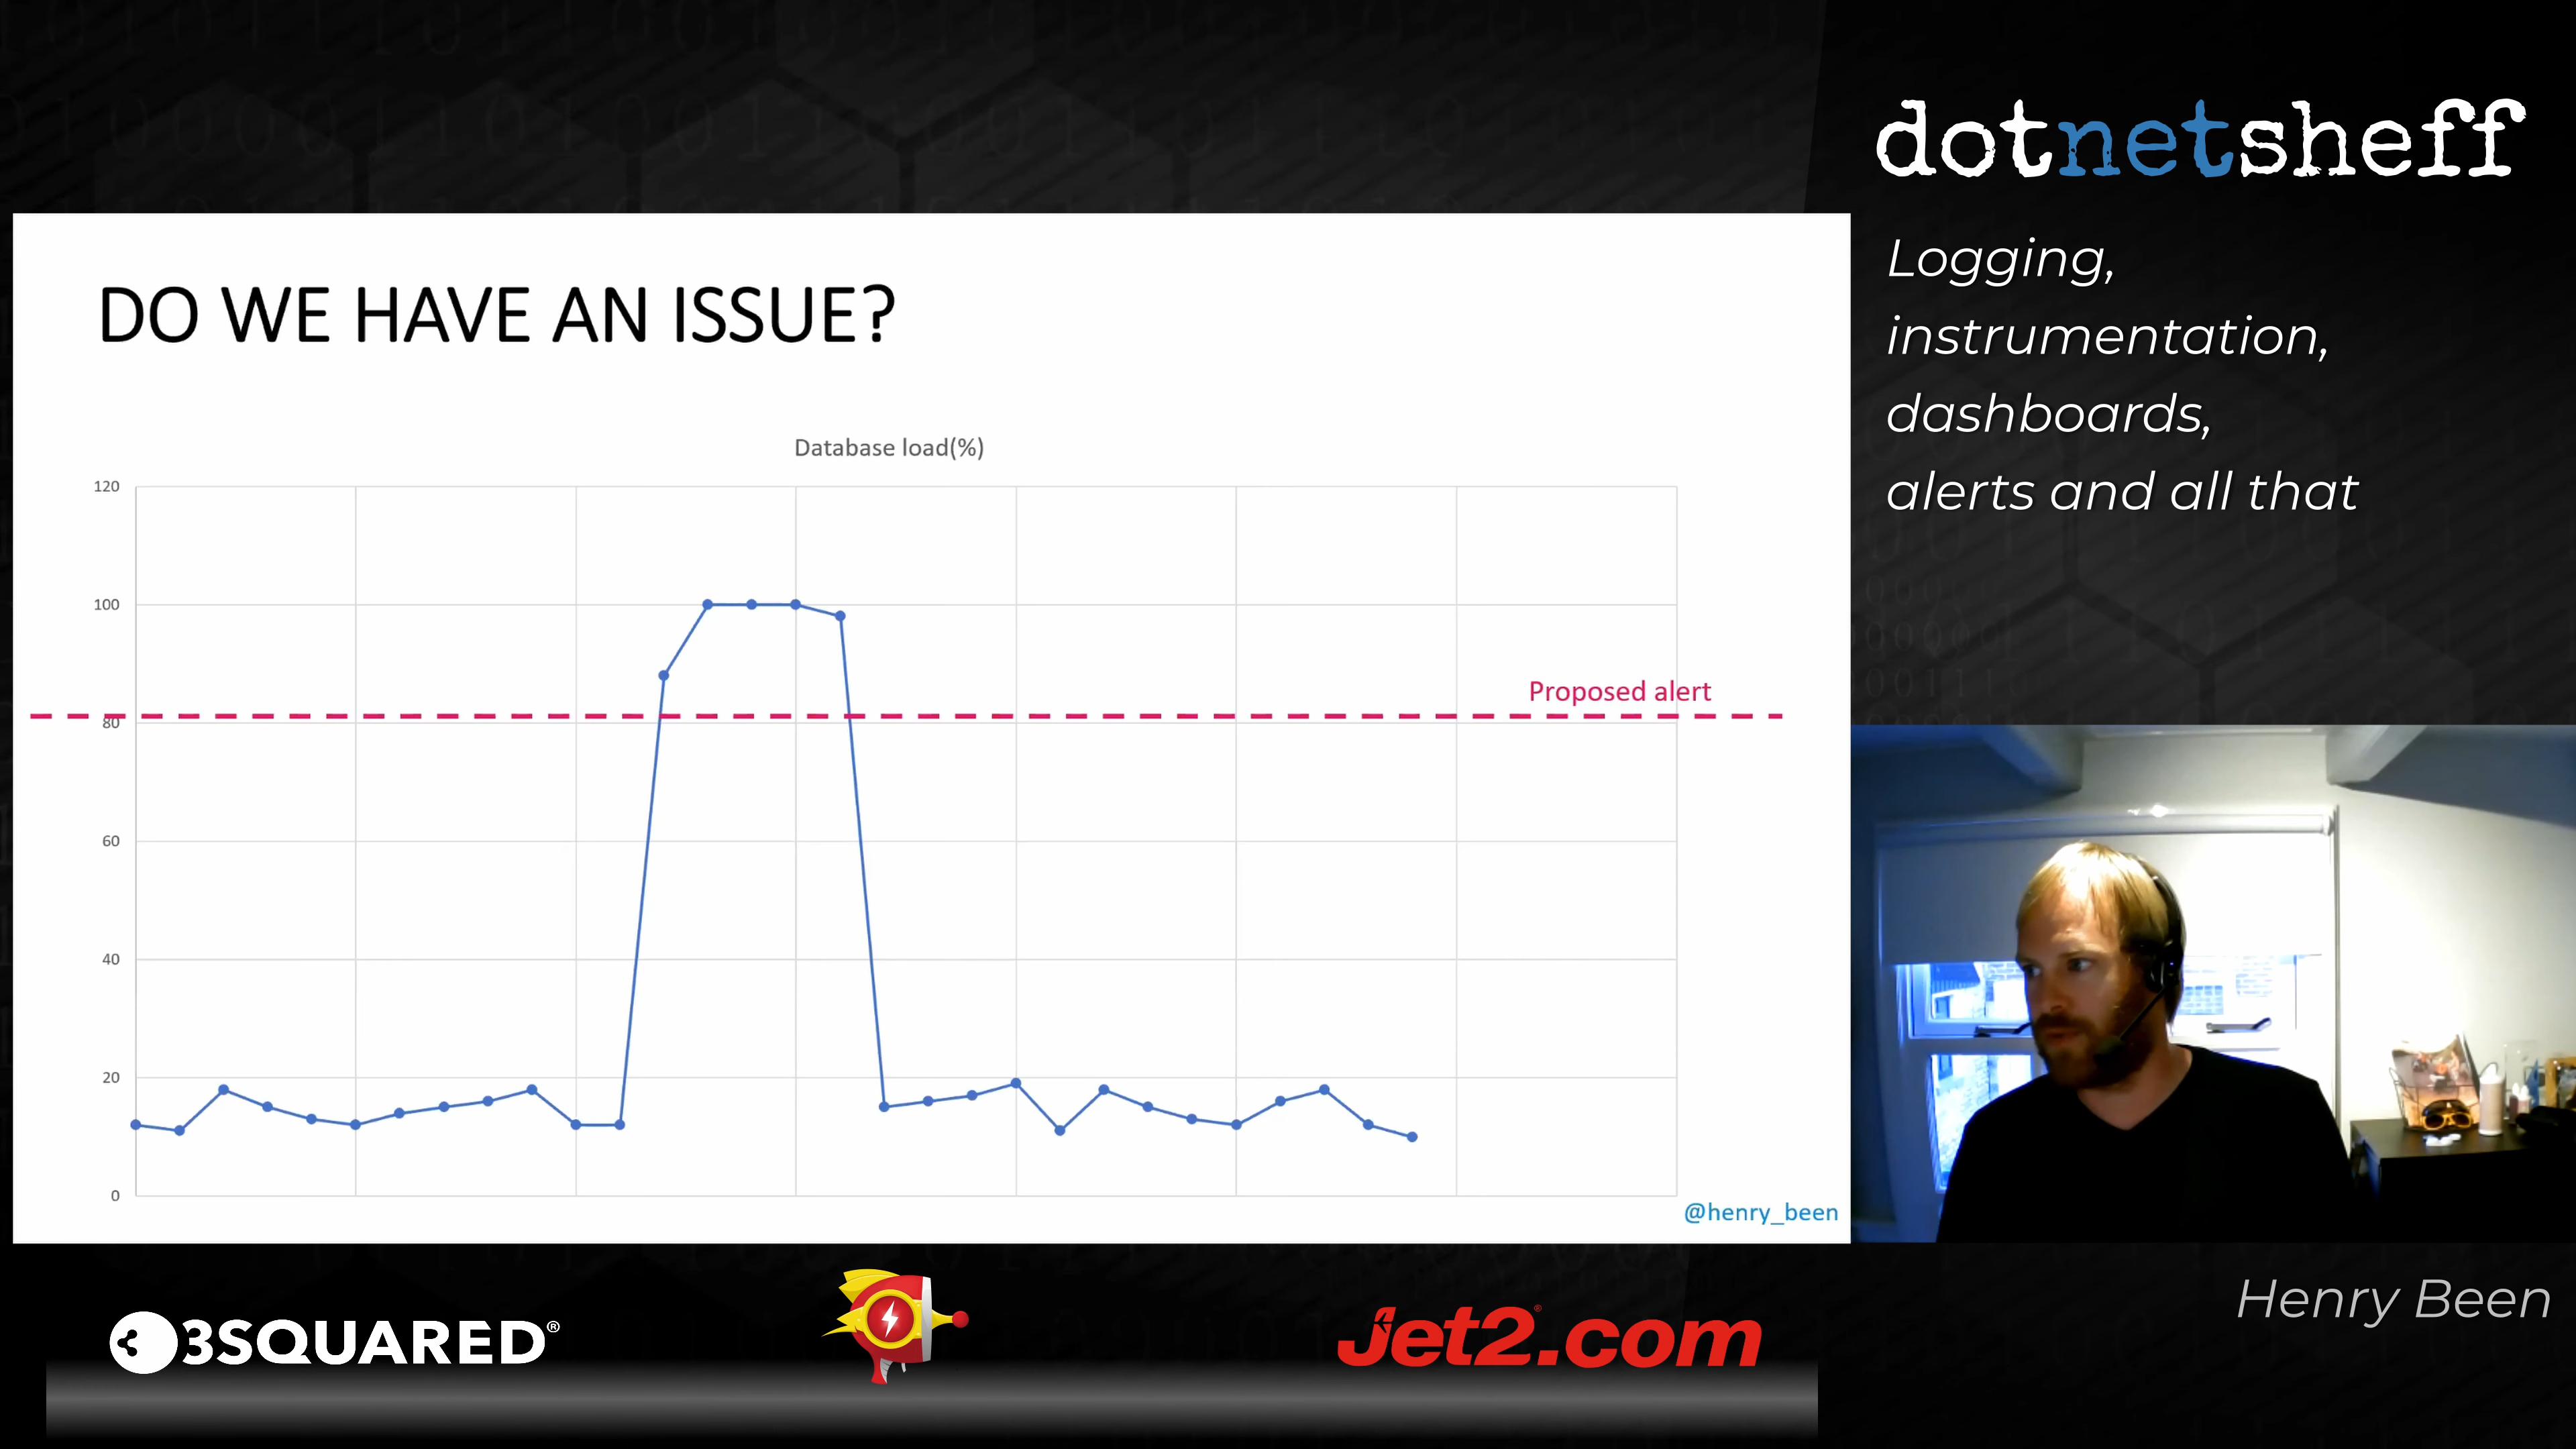 dotnetsheff
Logging,
instrumentation,
dashboards,
alerts and all that
DO WE HAVE AN ISSUE?
Database load(%)
120
100
80
60
40
20
0
Proposed alert
@henry_been
Henry Been
3SQUARED®
Jet2.com®